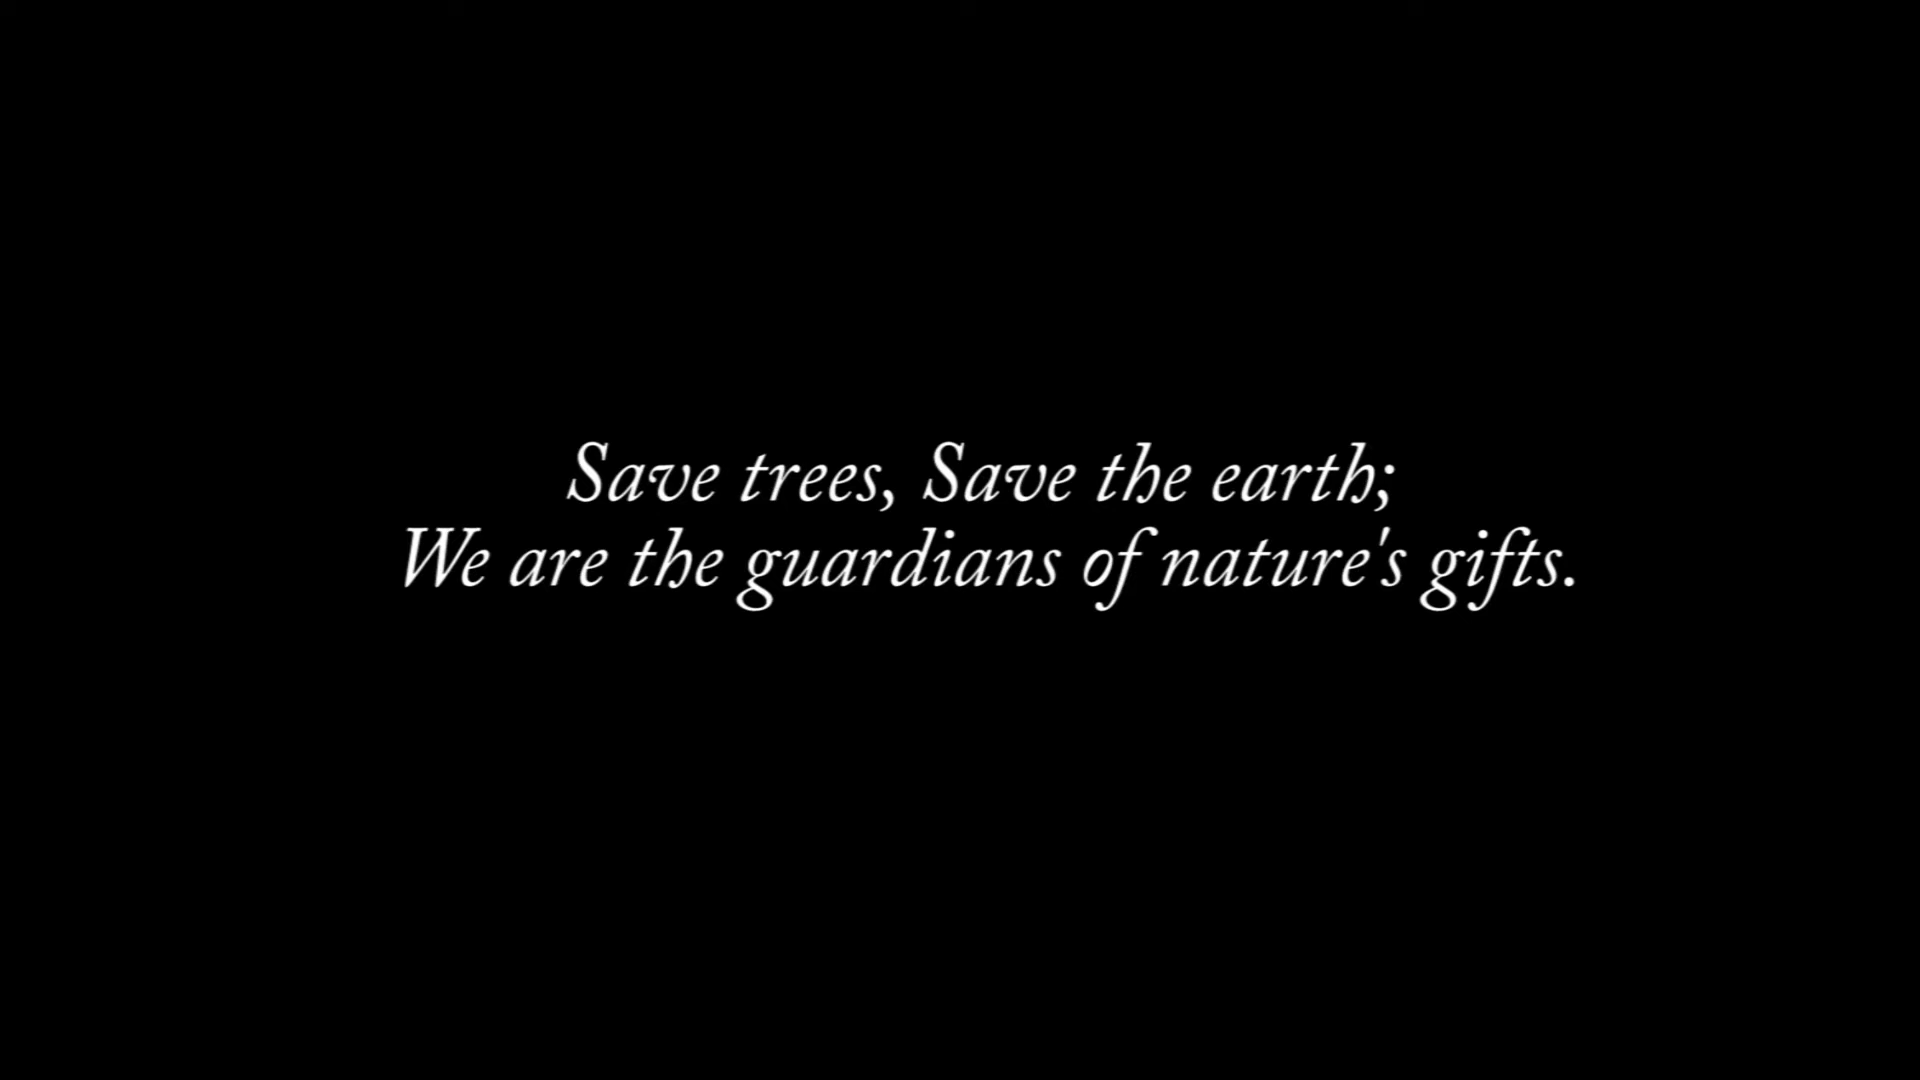 Save trees, Save the earth;
We are the guardians of nature's gifts.